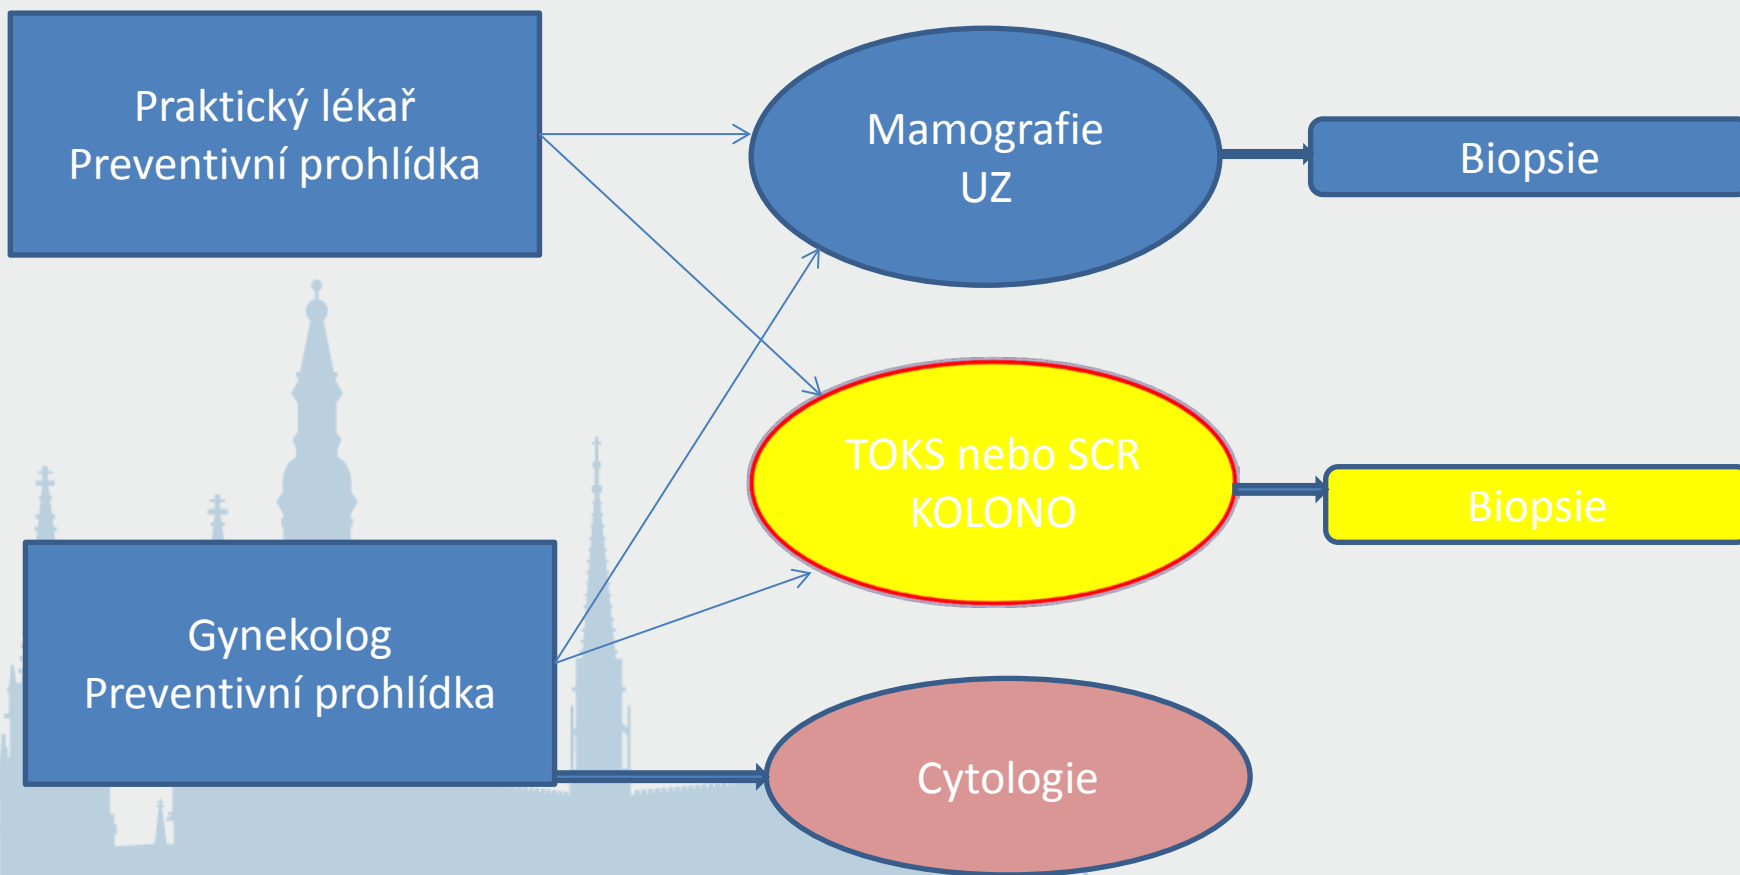 Praktický lékař
Preventivní prohlídka
Mamografie
UZ
Biopsie
TOKS nebo SCR
KOLONO
Biopsie
Gynekolog
Preventivní prohlídka
Cytologie